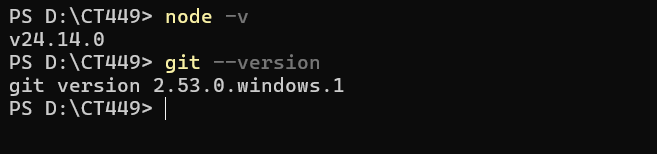 PS D:\CT449> node -v
v24.14.0
PS D:\CT449> git --version
git version 2.53.0.windows.1
PS D:\CT449>